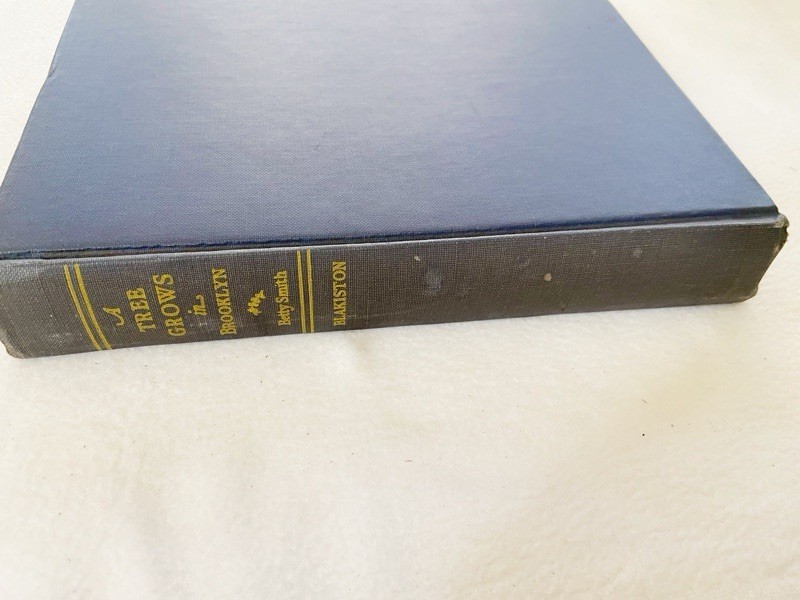 A
TREE
GROWS
in
BROOKLYN
Betty Smith
BLAKISTON